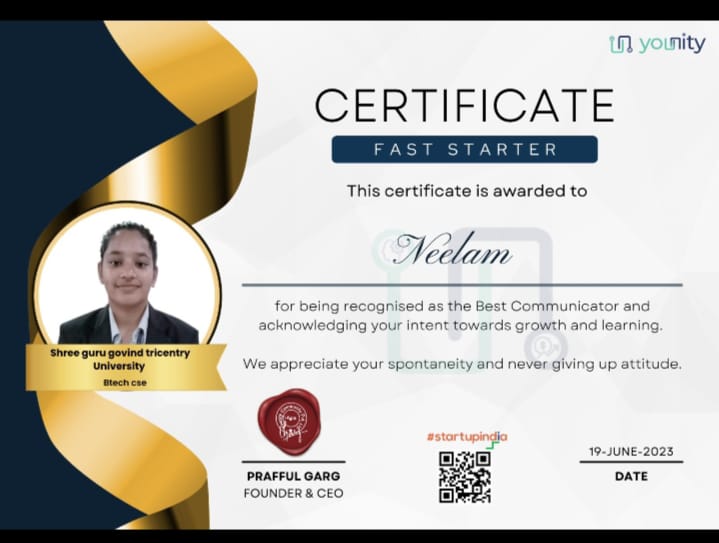 younity
CERTIFICATE
FAST STARTER
This certificate is awarded to
Neelam
for being recognised as the Best Communicator and
acknowledging your intent towards growth and learning.
We appreciate your spontaneity and never giving up attitude.
Shree guru govind tricentry
University
Btech cse
#startupindia
PRAFFUL GARG
FOUNDER & CEO
19-JUNE-2023
DATE